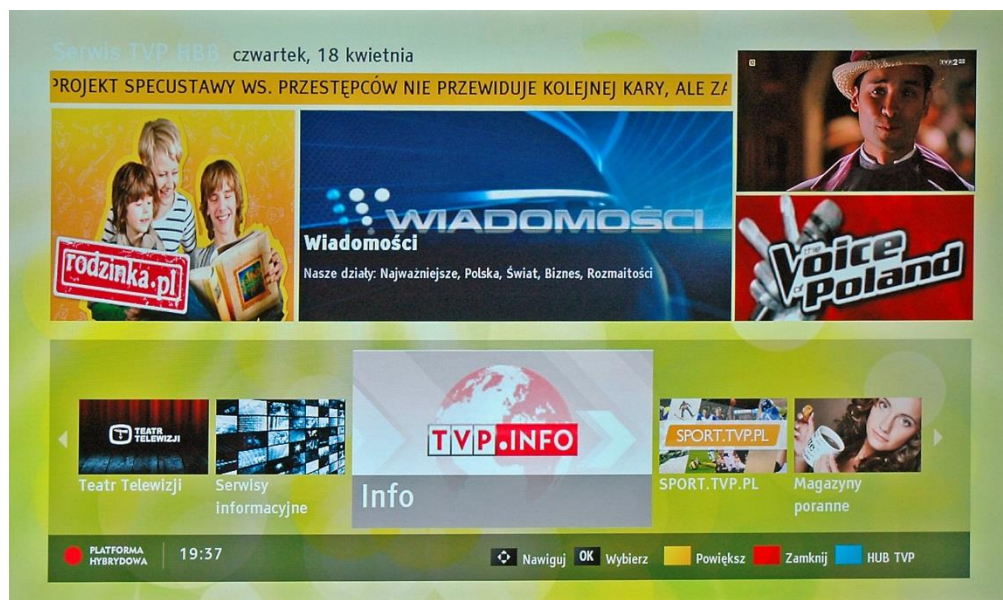 Serwis TVP HBB czwartek, 18 kwietnia
PROJEKT SPECUSTAWY WS. PRZESTĘPCÓW NIE PRZEWIDUJE KOLEJNEJ KARY, ALE ZA
rodzinka.pl
WIADOMOŚCI
Wiadomości
Nasze działy: Najważniejsze, Polska, Świat, Biznes, Rozmaitości
the
Voice
of
Poland
TEATR
TELEWIZJI
Teatr Telewizji
Serwisy
informacyjne
TVP.INFO
Info
SPORT.TVP.PL
SPORT.TVP.PL
Magazyny
poranne
PLATFORMA
HYBRYDOWA
19:37
Nawiguj OK Wybierz Powiększ Zamknij HUB TVP